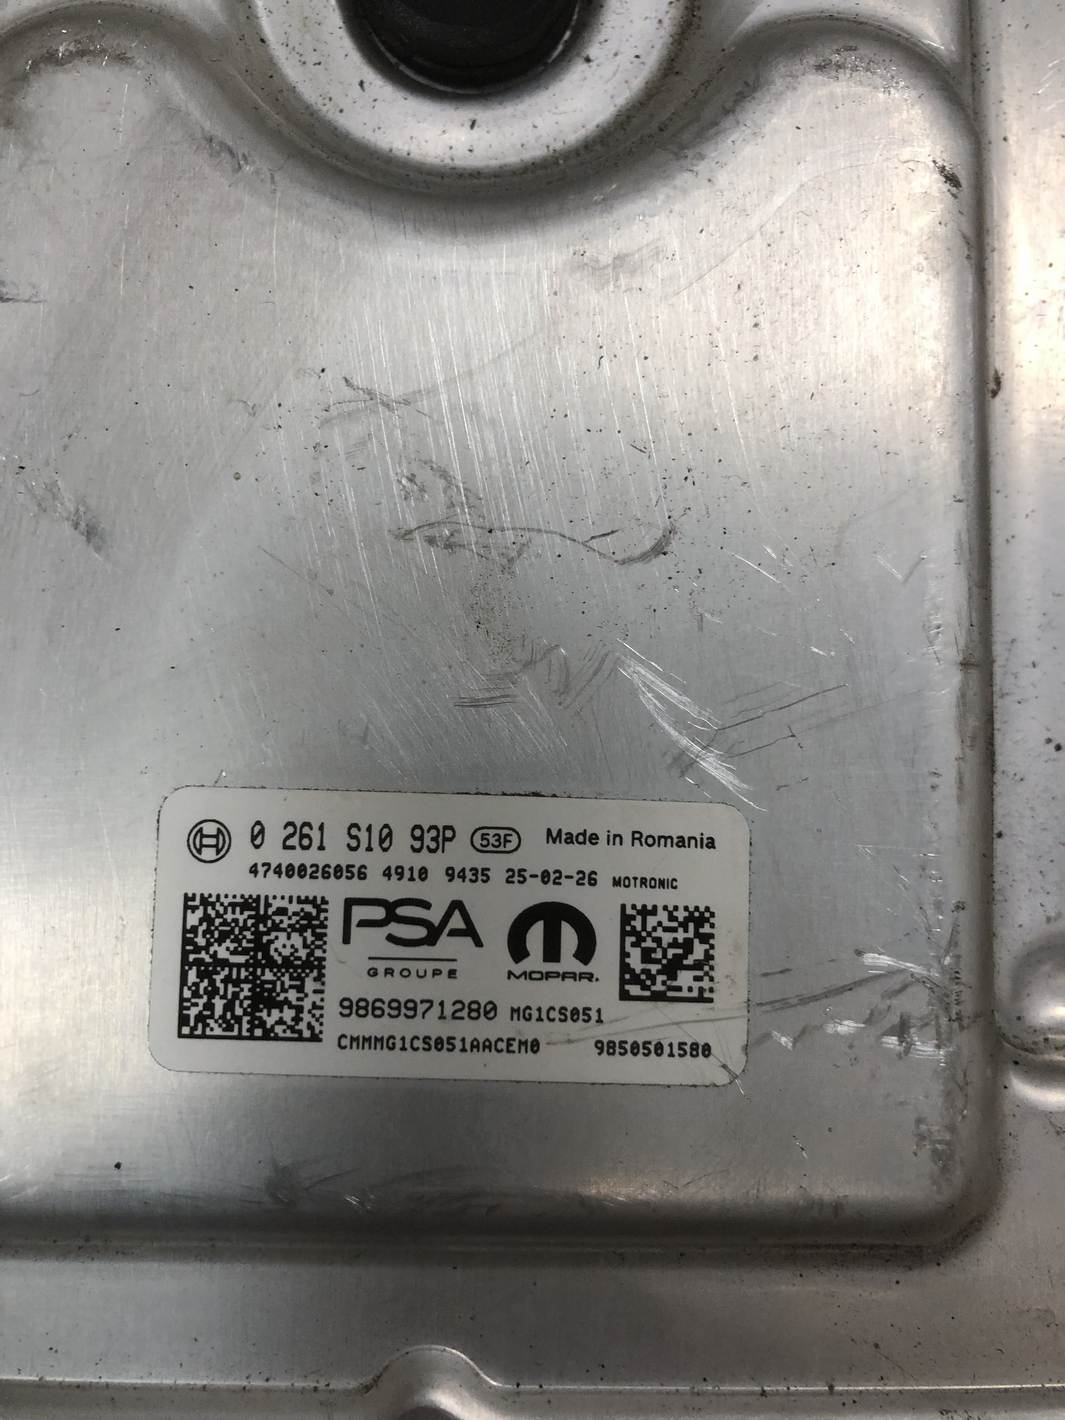 0 261 S10 93P 53F Made in Romania
4740026056 4910 9435 25-02-26 MOTRONIC
PSA
GROUPE
MOPAR.
9869971280 MG1CS051
CMMMG1CS051AACEM0 9850501580